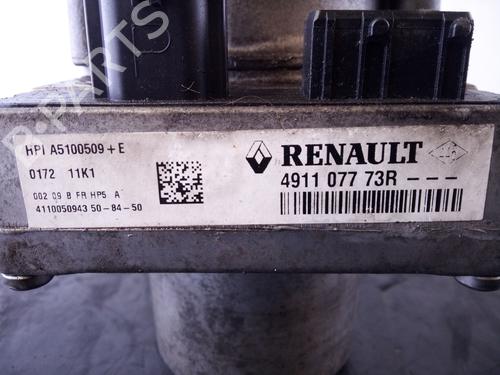 HPI A5100509+E
0172 11K1
002 09 B FR HP5 A
4110050943 50-84-50
RENAULT
4911 077 73R---
B-PARTS